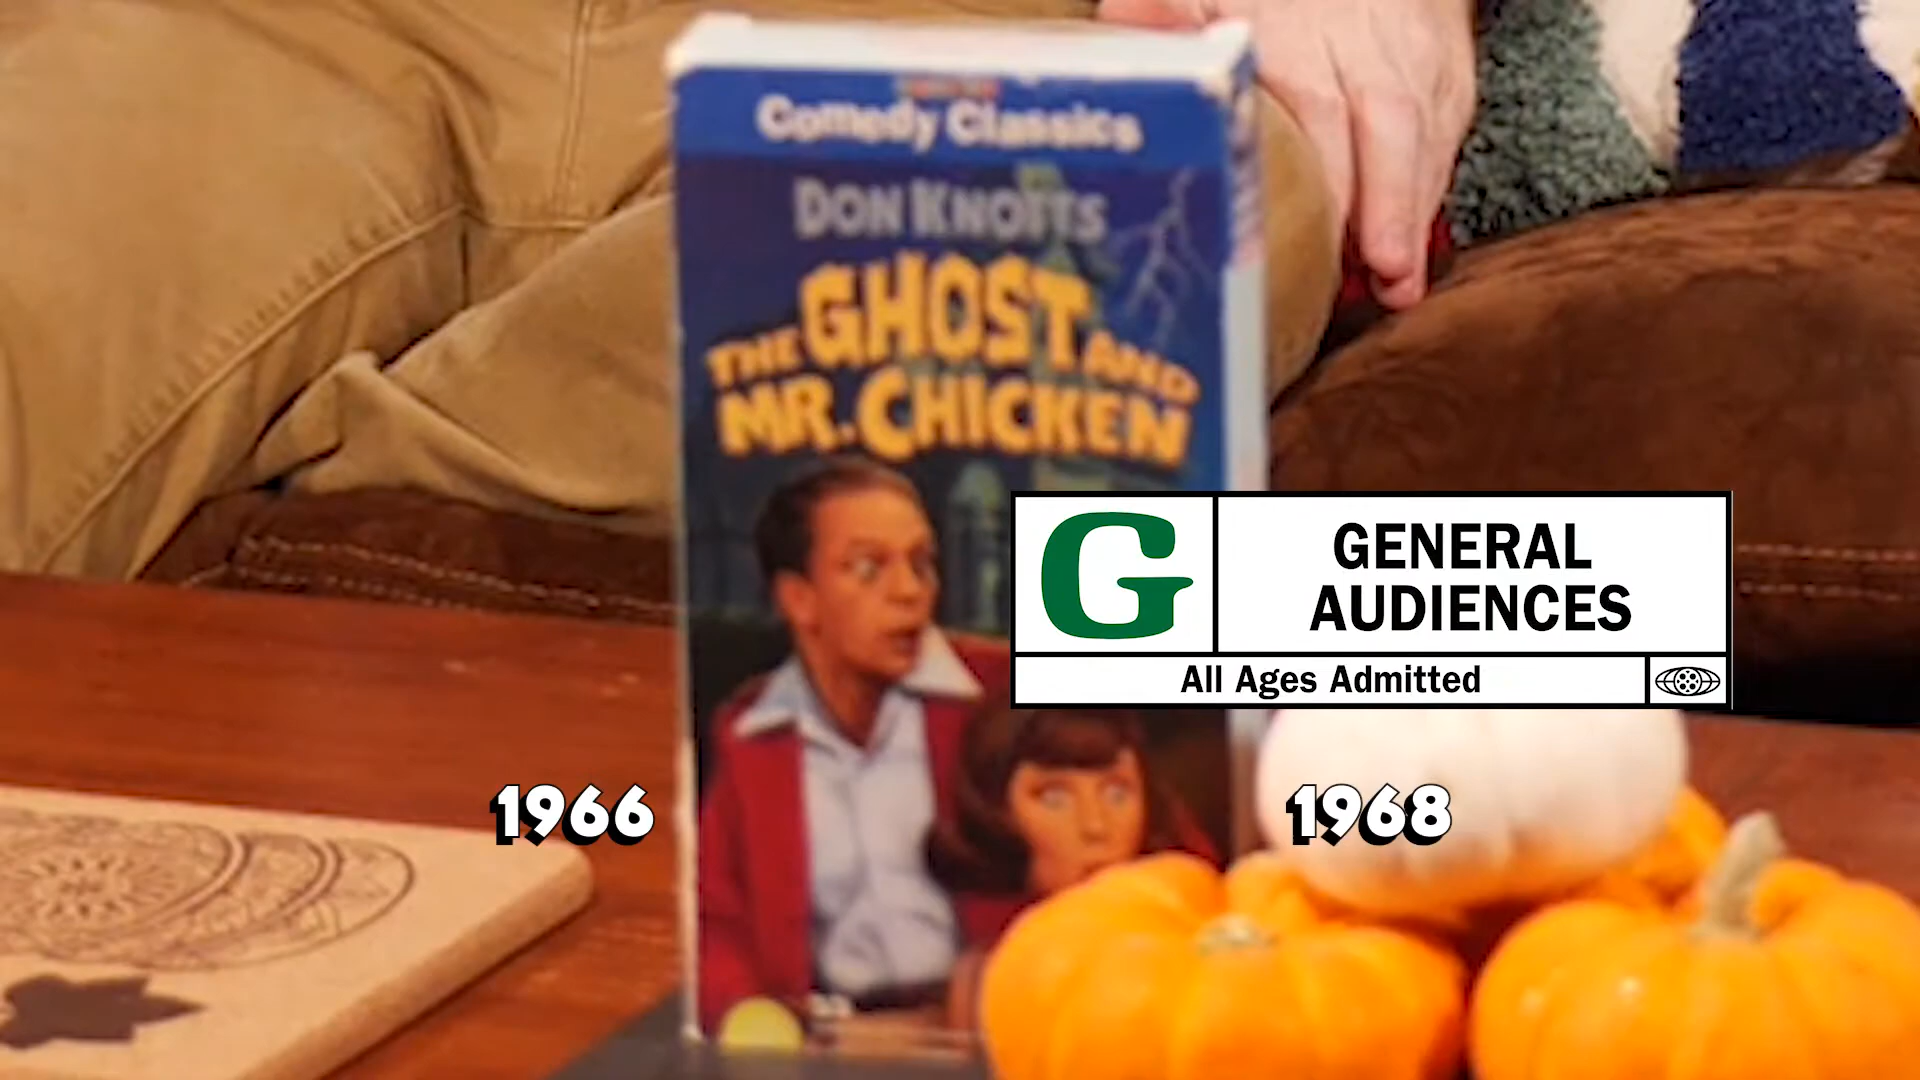 Comedy Classics
DON KNOTTS
THE GHOST AND
MR. CHICKEN
G
GENERAL
AUDIENCES
All Ages Admitted
1966
1968